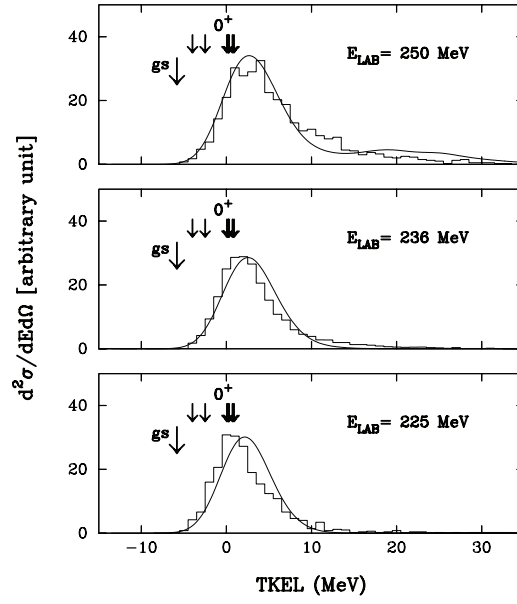 40
20
0
0⁺
gs
E_LAB = 250 MeV
40
20
0
0⁺
gs
E_LAB = 236 MeV
40
20
0
0⁺
gs
E_LAB = 225 MeV
d²σ/dEdΩ [arbitrary unit]
−10 0 10 20 30
TKEL (MeV)